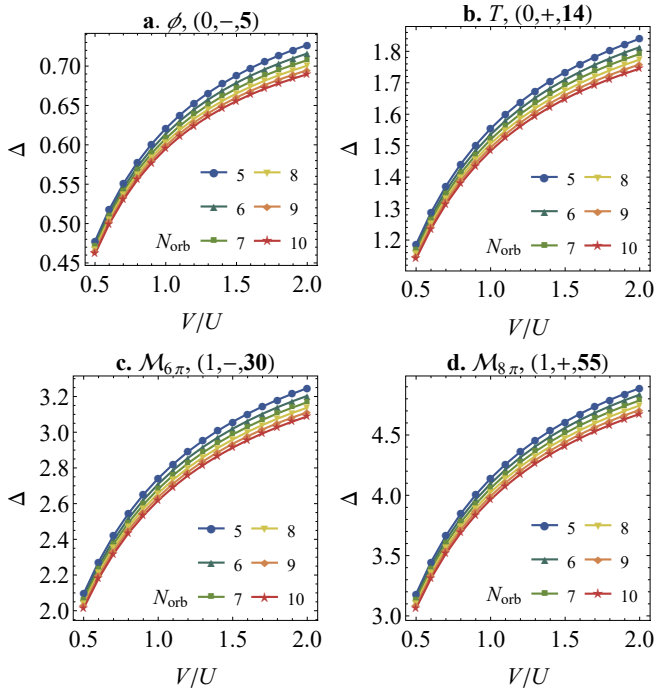 a. ϕ, (0,−,5)
0.70
0.65
0.60
0.55
0.50
0.45
Δ
5 8
6 9
N_orb 7 10
0.5 1.0 1.5 2.0
V/U
b. T, (0,+,14)
1.8
1.7
1.6
1.5
1.4
1.3
1.2
Δ
5 8
6 9
N_orb 7 10
0.5 1.0 1.5 2.0
V/U
c. ℳ_{6π}, (1,−,30)
3.2
3.0
2.8
2.6
2.4
2.2
2.0
Δ
5 8
6 9
N_orb 7 10
0.5 1.0 1.5 2.0
V/U
d. ℳ_{8π}, (1,+,55)
4.5
4.0
3.5
3.0
Δ
5 8
6 9
N_orb 7 10
0.5 1.0 1.5 2.0
V/U